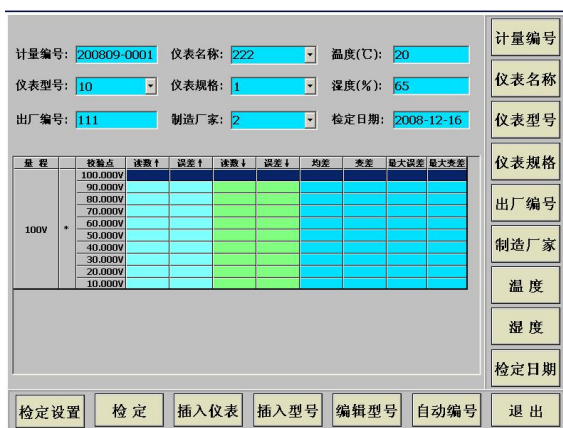 计量编号: 200809-0001 仪表名称: 222 温度(℃): 20
仪表型号: 10 仪表规格: 1 湿度(%): 65
出厂编号: 111 制造厂家: 2 检定日期: 2008-12-16
量 程 校验点 读数↑ 误差↑ 读数↓ 误差↓ 均差 变差 最大误差 最大变差
100.000V
90.000V
80.000V
70.000V
100V * 60.000V
50.000V
40.000V
30.000V
20.000V
10.000V
计量编号
仪表名称
仪表型号
仪表规格
出厂编号
制造厂家
温 度
湿 度
检定日期
检定设置 检 定 插入仪表 插入型号 编辑型号 自动编号 退 出